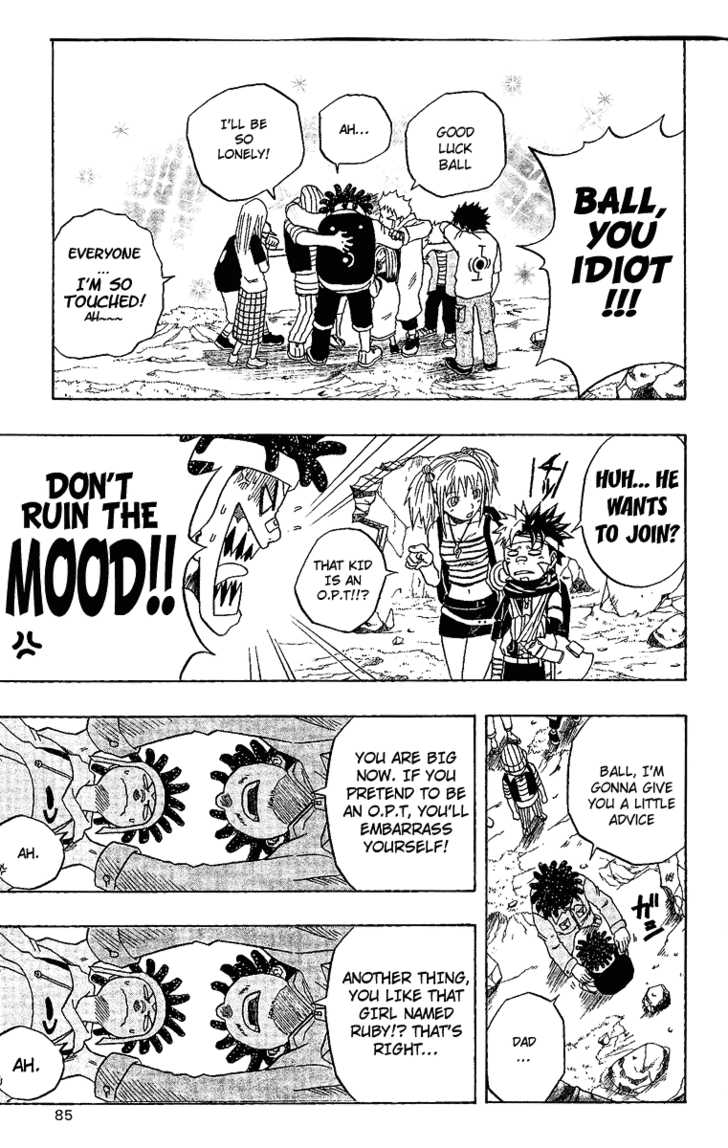 BALL,
YOU
IDIOT
!!!
GOOD
LUCK
BALL
AH...
I'LL BE
SO
LONELY!
EVERYONE
...
I'M SO
TOUCHED!
AH~~~
HUH... HE
WANTS
TO JOIN?
THAT KID
IS AN
O.P.T!!?
DON'T
RUIN THE
MOOD!!
BALL, I'M
GONNA GIVE
YOU A LITTLE
ADVICE
ガシ
DAD
...
YOU ARE BIG
NOW. IF YOU
PRETEND TO BE
AN O.P.T, YOU'LL
EMBARRASS
YOURSELF!
AH.
ANOTHER THING,
YOU LIKE THAT
GIRL NAMED
RUBY!? THAT'S
RIGHT...
AH.
85